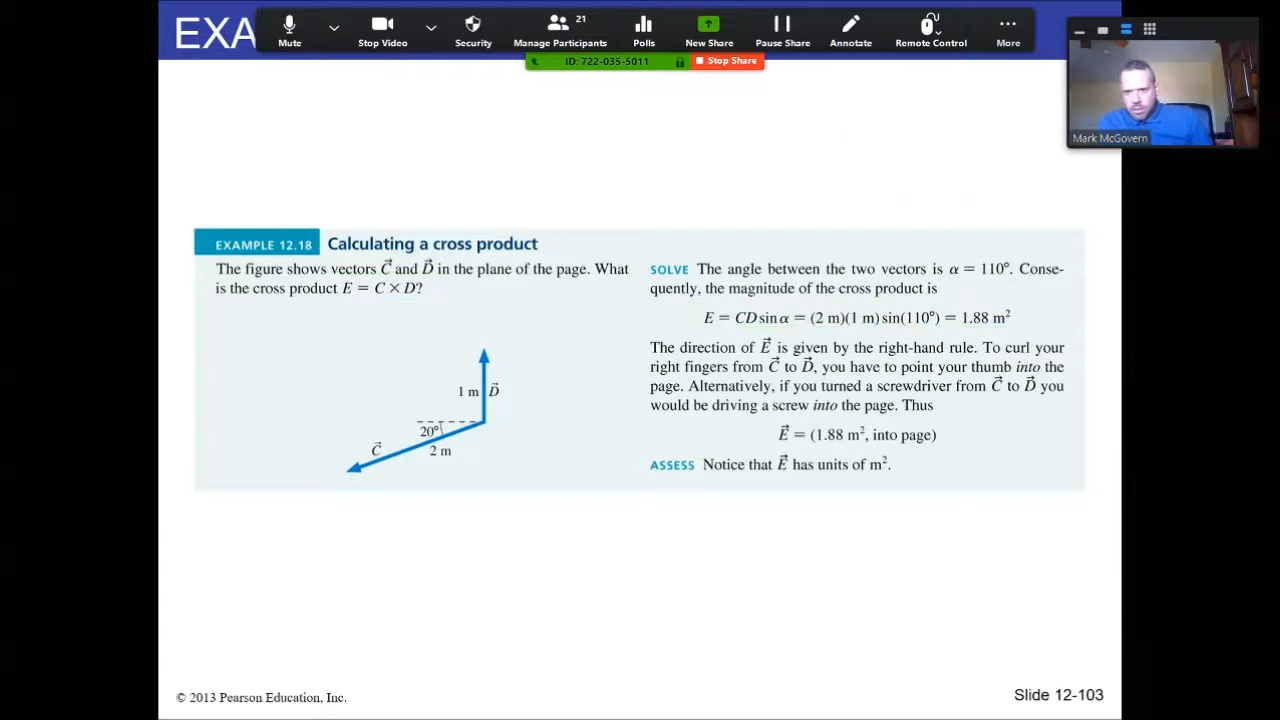 EXA
Mute
Stop Video
Security
Manage Participants
21
Polls
New Share
Pause Share
Annotate
Remote Control
More
ID: 722-035-5011
Stop Share
Mark McGovern
EXAMPLE 12.18 Calculating a cross product
The figure shows vectors C⃗ and D⃗ in the plane of the page. What
is the cross product E = C × D?
1 m D⃗
20°
C⃗
2 m
SOLVE The angle between the two vectors is α = 110°. Conse-
quently, the magnitude of the cross product is
E = CD sin α = (2 m)(1 m) sin(110°) = 1.88 m²
The direction of E⃗ is given by the right-hand rule. To curl your
right fingers from C⃗ to D⃗, you have to point your thumb into the
page. Alternatively, if you turned a screwdriver from C⃗ to D⃗ you
would be driving a screw into the page. Thus
E⃗ = (1.88 m², into page)
ASSESS Notice that E⃗ has units of m².
© 2013 Pearson Education, Inc.
Slide 12-103